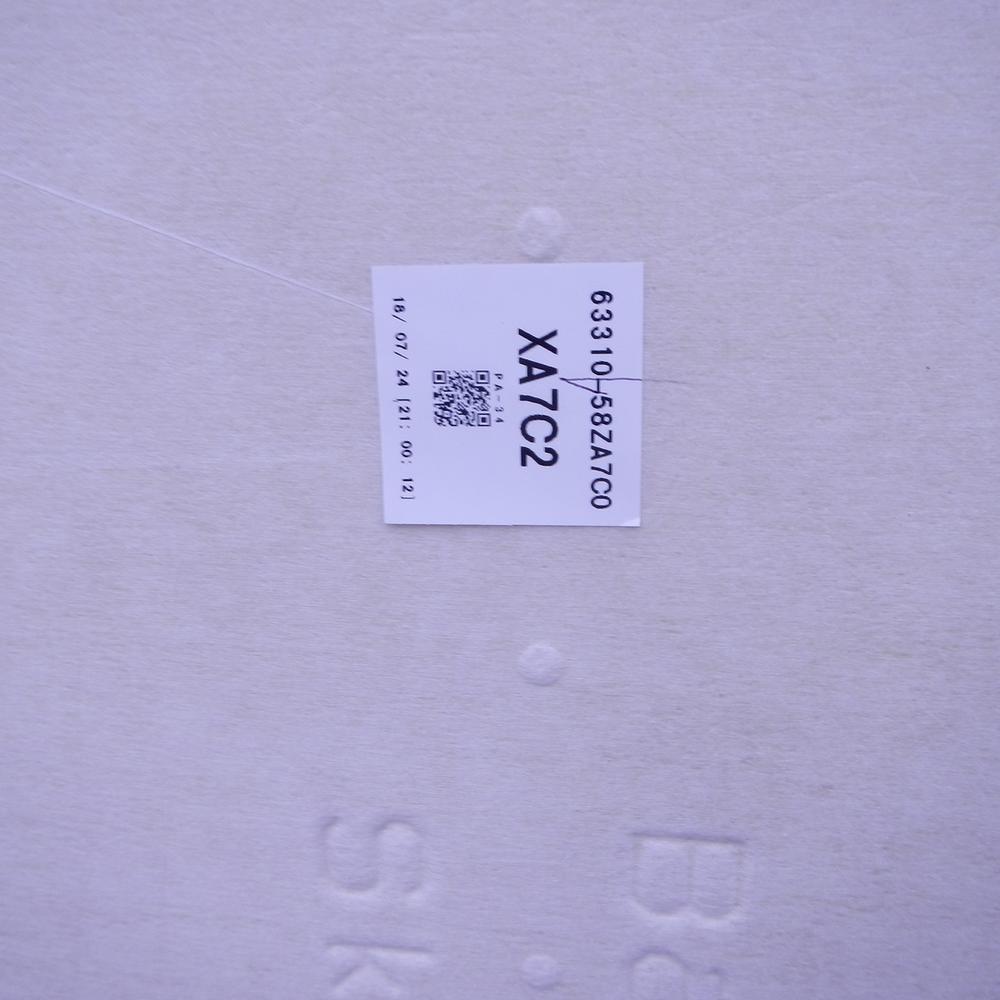 63310-58ZA7C0
XA7C2
PA-34
18/ 07/ 24 [21: 00: 12]